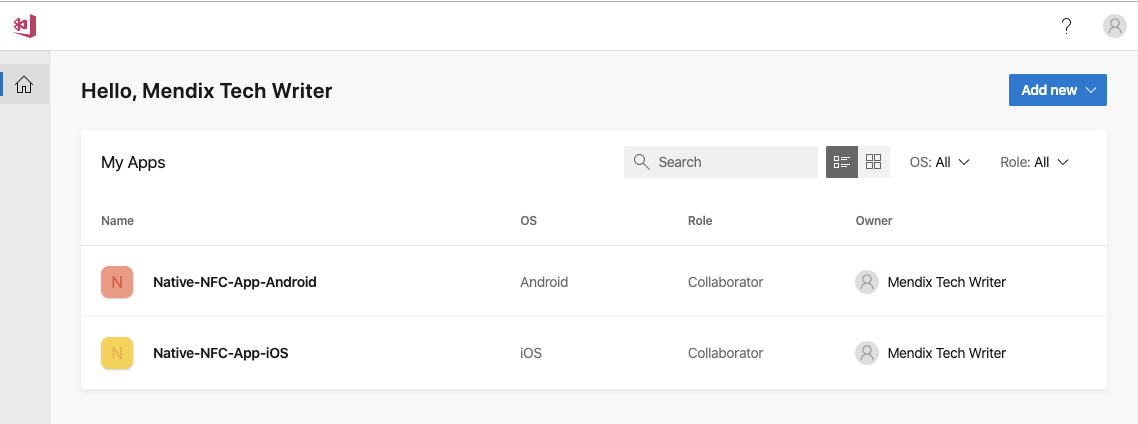 ?
Hello, Mendix Tech Writer
Add new
My Apps
Search
OS: All
Role: All
Name OS Role Owner
N Native-NFC-App-Android Android Collaborator Mendix Tech Writer
N Native-NFC-App-iOS iOS Collaborator Mendix Tech Writer